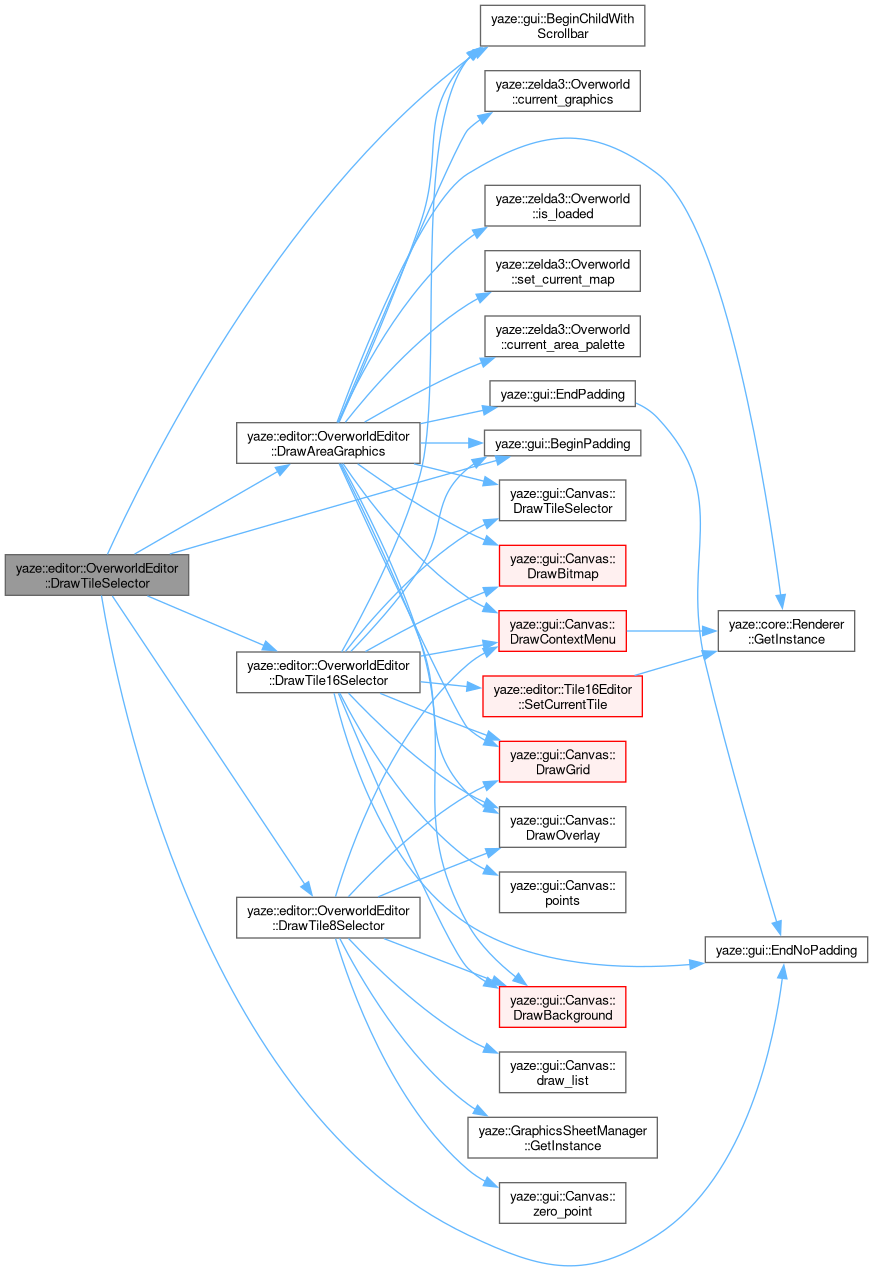 yaze::gui::BeginChildWith
Scrollbar
yaze::zelda3::Overworld
::current_graphics
yaze::zelda3::Overworld
::is_loaded
yaze::zelda3::Overworld
::set_current_map
yaze::zelda3::Overworld
::current_area_palette
yaze::gui::EndPadding
yaze::editor::OverworldEditor
::DrawAreaGraphics
yaze::gui::BeginPadding
yaze::gui::Canvas::
DrawTileSelector
yaze::editor::OverworldEditor
::DrawTileSelector
yaze::gui::Canvas::
DrawBitmap
yaze::gui::Canvas::
DrawContextMenu
yaze::core::Renderer
::GetInstance
yaze::editor::OverworldEditor
::DrawTile16Selector
yaze::editor::Tile16Editor
::SetCurrentTile
yaze::gui::Canvas::
DrawGrid
yaze::gui::Canvas::
DrawOverlay
yaze::gui::Canvas::
points
yaze::editor::OverworldEditor
::DrawTile8Selector
yaze::gui::EndNoPadding
yaze::gui::Canvas::
DrawBackground
yaze::gui::Canvas::
draw_list
yaze::GraphicsSheetManager
::GetInstance
yaze::gui::Canvas::
zero_point